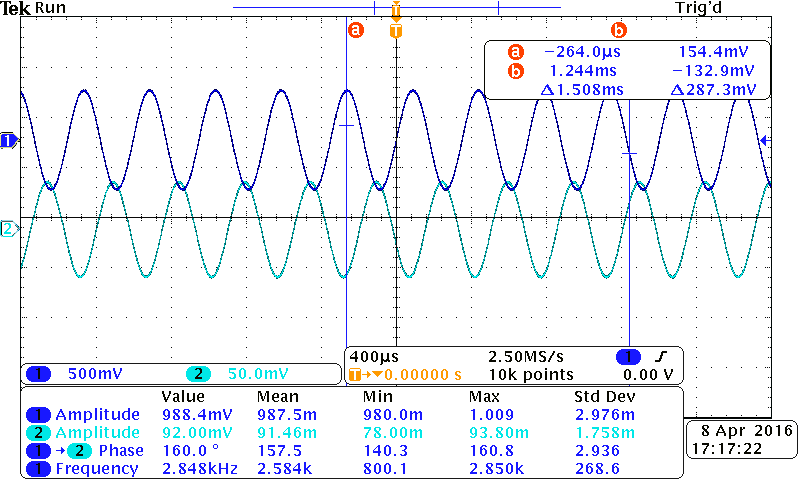 Tek Run Trig'd
T
a T b
a −264.0µs 154.4mV
b 1.244ms −132.9mV
Δ1.508ms Δ287.3mV
1
2
1 500mV 2 50.0mV
400µs 2.50MS/s 1
T→▼0.00000 s 10k points 0.00 V
Value Mean Min Max Std Dev
1 Amplitude 988.4mV 987.5m 980.0m 1.009 2.976m
2 Amplitude 92.00mV 91.46m 78.00m 93.80m 1.758m
1 → 2 Phase 160.0 ° 157.5 140.3 160.8 2.936
1 Frequency 2.848kHz 2.584k 800.1 2.850k 268.6
8 Apr 2016
17:17:22